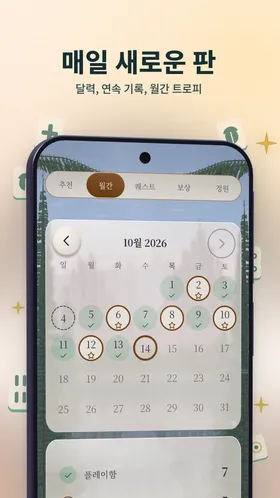 매일 새로운 판
달력, 연속 기록, 월간 트로피
추천 월간 퀘스트 보상 정원
10월 2026
일 월 화 수 목 금 토
1 2 3
4 5 6 7 8 9 10
11 12 13 14 15 16 17
18 19 20 21 22 23 24
25 26 27 28 29 30 31
플레이함 7